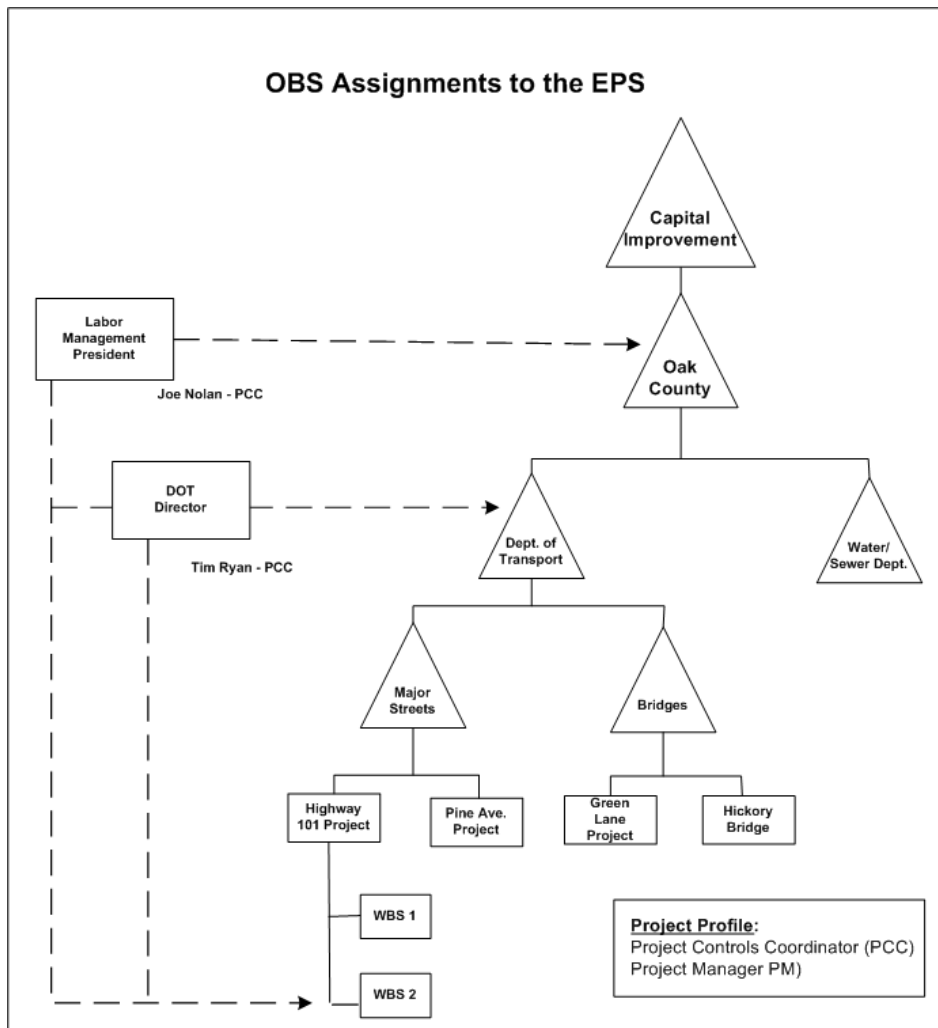 OBS Assignments to the EPS
Capital
Improvement
Labor
Management
President
Joe Nolan - PCC
Oak
County
DOT
Director
Tim Ryan - PCC
Dept. of
Transport
Water/
Sewer Dept.
Major
Streets
Bridges
Highway
101 Project
Pine Ave.
Project
Green
Lane
Project
Hickory
Bridge
WBS 1
WBS 2
Project Profile:
Project Controls Coordinator (PCC)
Project Manager PM)